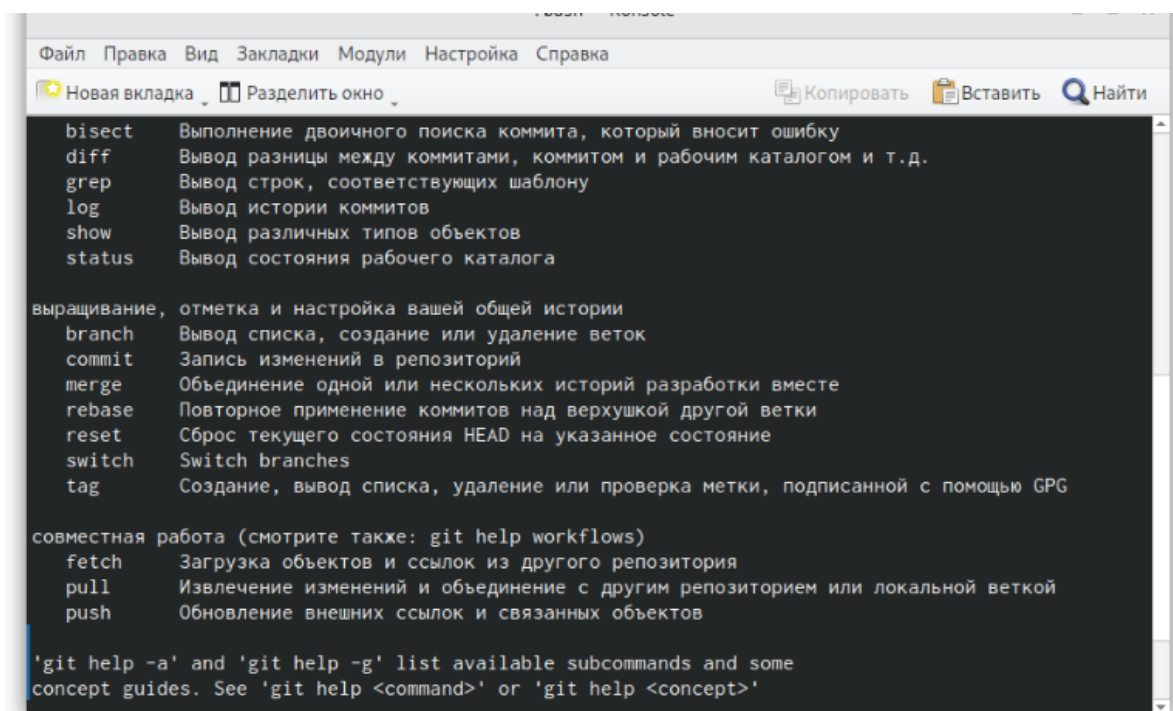 Файл Правка Вид Закладки Модули Настройка Справка
Новая вкладка Разделить окно Копировать Вставить Найти
bisect Выполнение двоичного поиска коммита, который вносит ошибку
diff Вывод разницы между коммитами, коммитом и рабочим каталогом и т.д.
grep Вывод строк, соответствующих шаблону
log Вывод истории коммитов
show Вывод различных типов объектов
status Вывод состояния рабочего каталога
выращивание, отметка и настройка вашей общей истории
branch Вывод списка, создание или удаление веток
commit Запись изменений в репозиторий
merge Объединение одной или нескольких историй разработки вместе
rebase Повторное применение коммитов над верхушкой другой ветки
reset Сброс текущего состояния HEAD на указанное состояние
switch Switch branches
tag Создание, вывод списка, удаление или проверка метки, подписанной с помощью GPG
совместная работа (смотрите также: git help workflows)
fetch Загрузка объектов и ссылок из другого репозитория
pull Извлечение изменений и объединение с другим репозиторием или локальной веткой
push Обновление внешних ссылок и связанных объектов
'git help -a' and 'git help -g' list available subcommands and some
concept guides. See 'git help <command>' or 'git help <concept>'